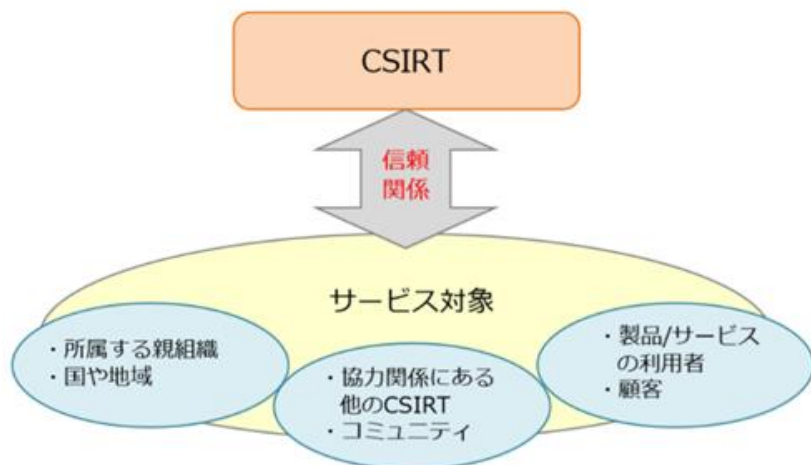 CSIRT
信頼
関係
サービス対象
・所属する親組織
・国や地域
・協力関係にある
他のCSIRT
・コミュニティ
・製品/サービス
の利用者
・顧客